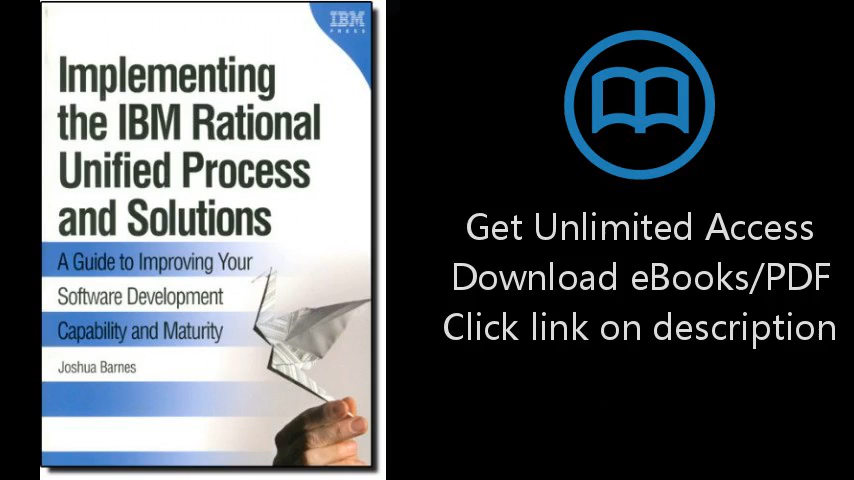 IBM
PRESS
Implementing
the IBM Rational
Unified Process
and Solutions
A Guide to Improving Your
Software Development
Capability and Maturity
Joshua Barnes
Get Unlimited Access
Download eBooks/PDF
Click link on description